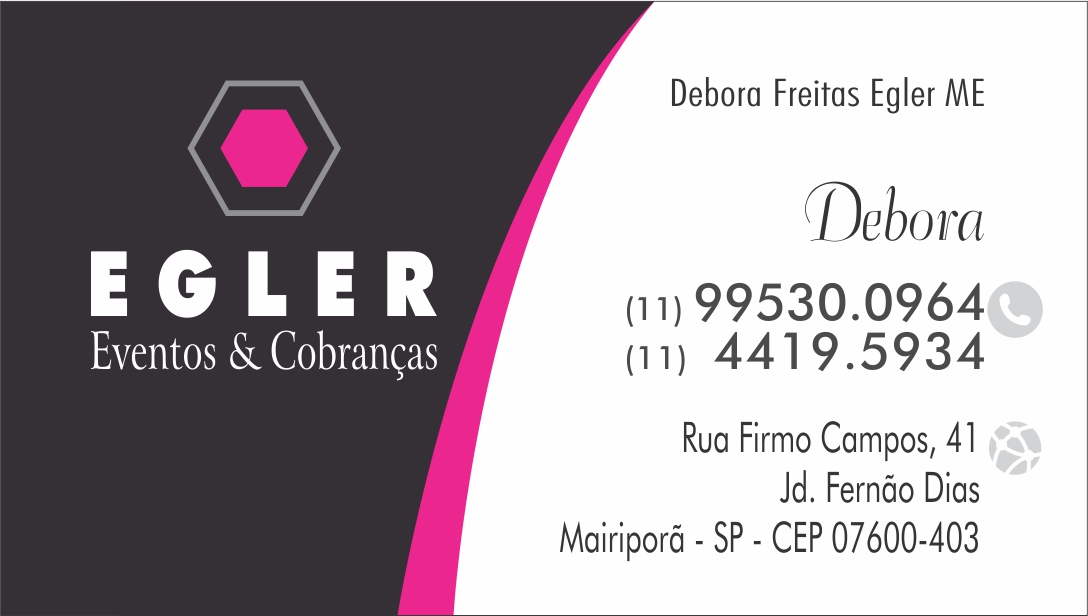 EGLER
Eventos & Cobranças
Debora Freitas Egler ME
Debora
(11) 99530.0964
(11) 4419.5934
Rua Firmo Campos, 41
Jd. Fernão Dias
Mairiporã - SP - CEP 07600-403